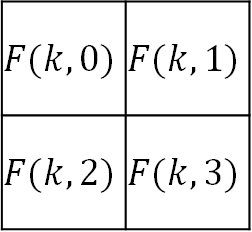 F(k, 0) F(k, 1)
F(k, 2) F(k, 3)